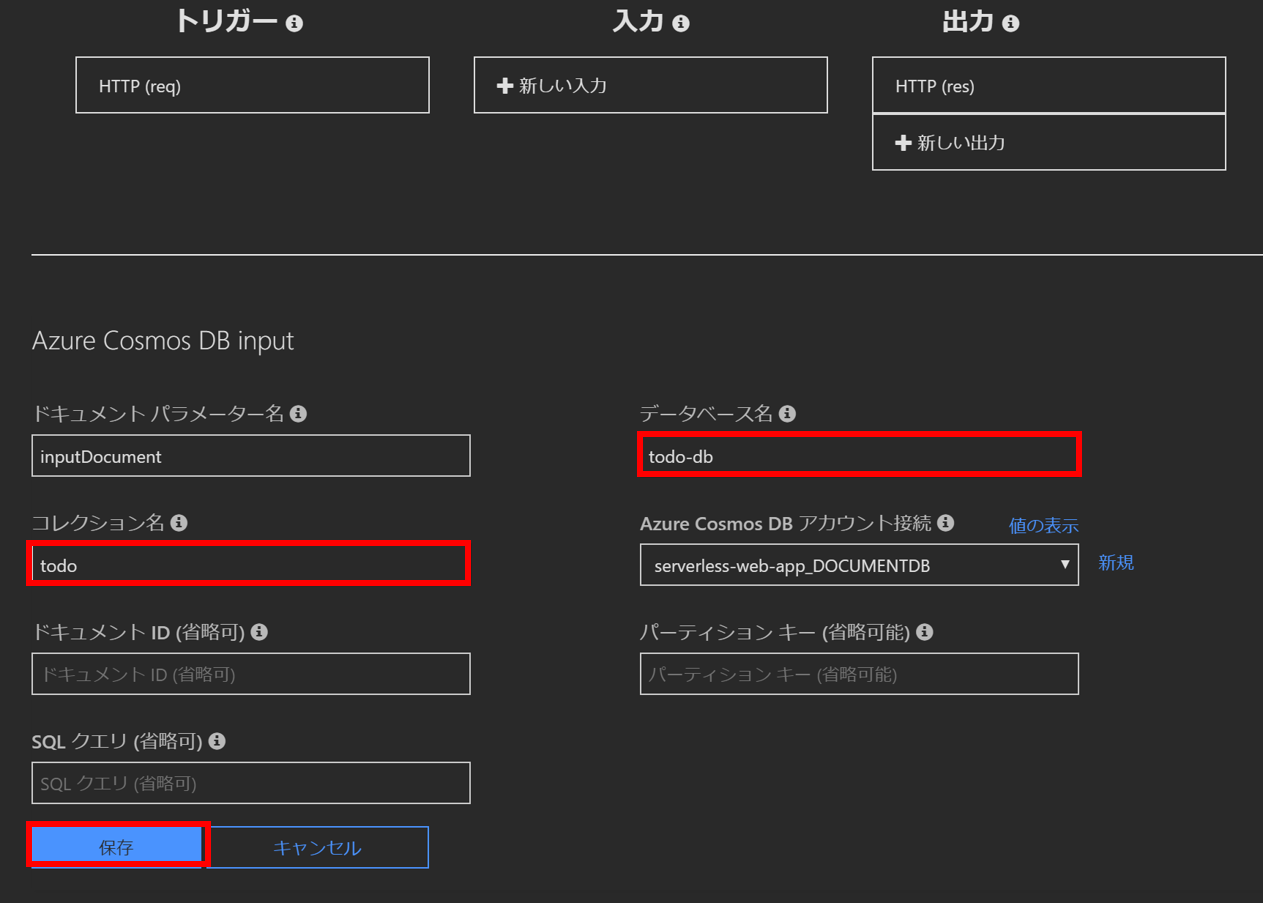 トリガー
入力
出力
HTTP (req)
新しい入力
HTTP (res)
新しい出力
Azure Cosmos DB input
ドキュメント パラメーター名
データベース名
inputDocument
todo-db
コレクション名
Azure Cosmos DB アカウント接続
値の表示
todo
serverless-web-app_DOCUMENTDB
新規
ドキュメント ID (省略可)
パーティション キー (省略可能)
ドキュメント ID (省略可)
パーティション キー (省略可能)
SQL クエリ (省略可)
SQL クエリ (省略可)
保存
キャンセル